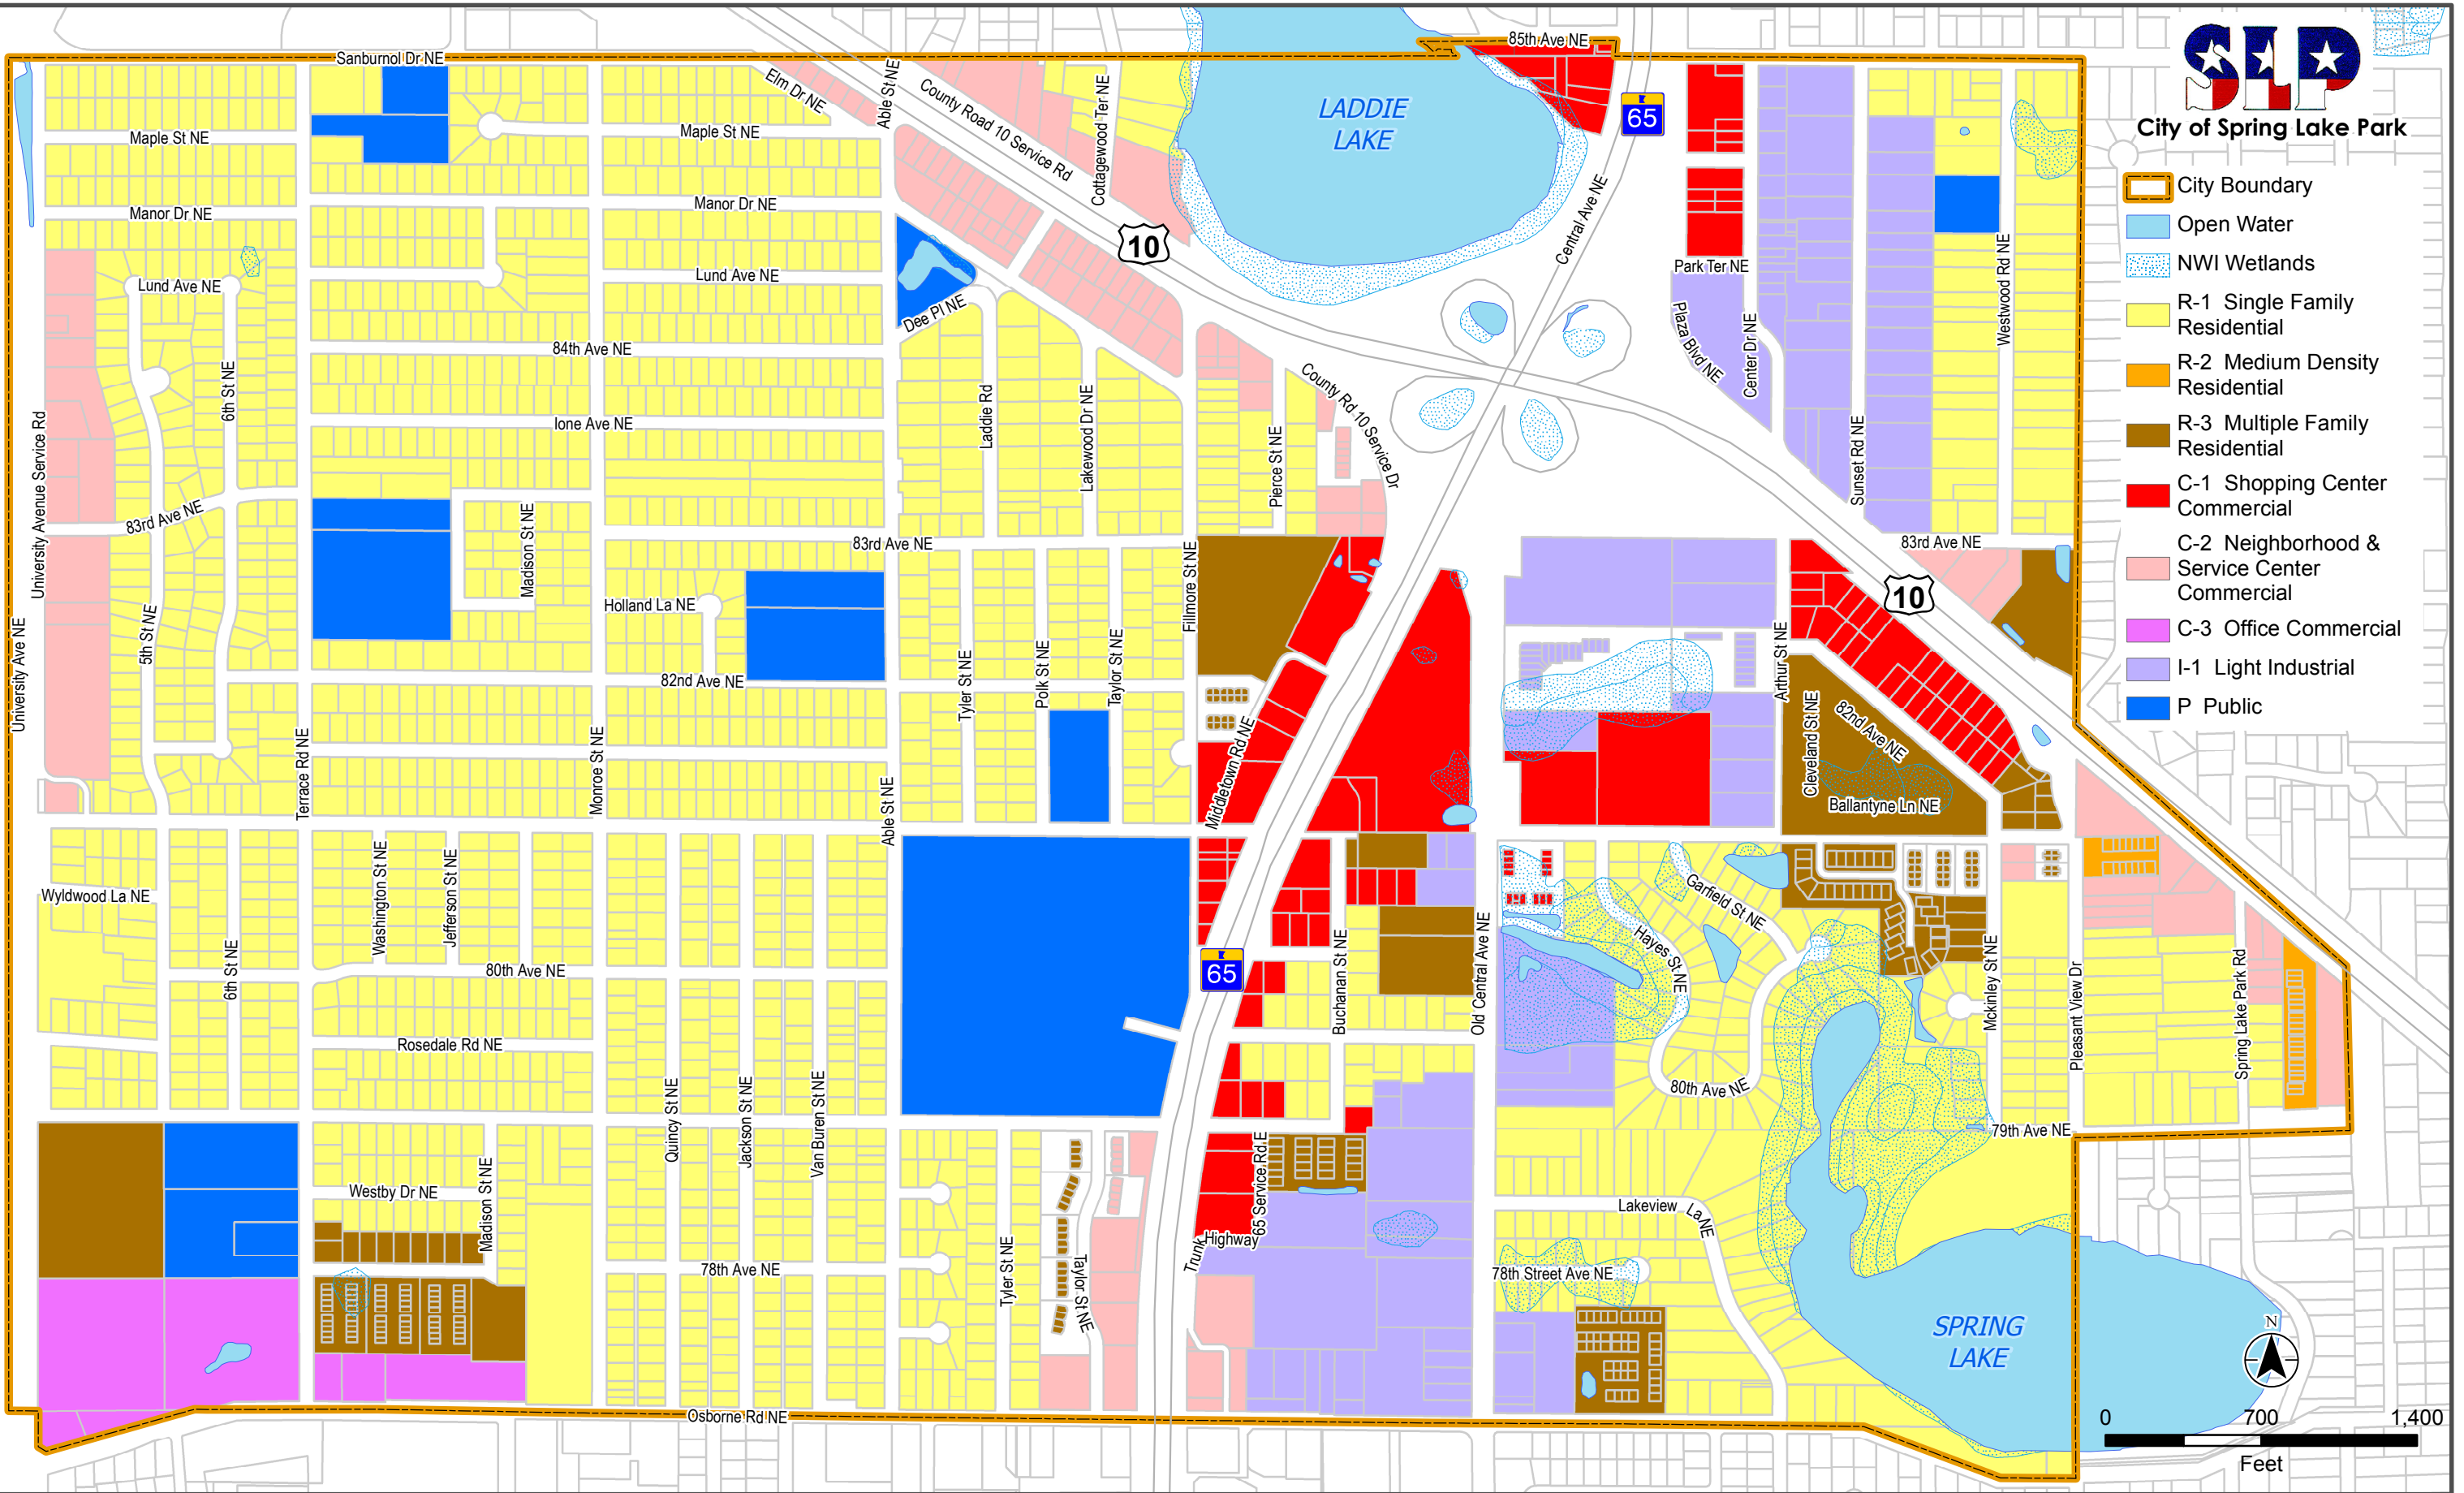 85th Ave NE
Sanburnol Dr NE
SLP
City of Spring Lake Park
City Boundary
Open Water
NWI Wetlands
R-1 Single Family
Residential
R-2 Medium Density
Residential
R-3 Multiple Family
Residential
C-1 Shopping Center
Commercial
C-2 Neighborhood &
Service Center
Commercial
C-3 Office Commercial
I-1 Light Industrial
P Public
Elm Dr NE
Able St NE
County Road 10 Service Rd
Cottagewood Ter NE
LADDIE
LAKE
65
Maple St NE
Maple St NE
Manor Dr NE
Manor Dr NE
10
Central Ave NE
Park Ter NE
Westwood Rd NE
Lund Ave NE
Lund Ave NE
Dee Pl NE
Plaza Blvd NE
Center Dr NE
84th Ave NE
6th St NE
Laddie Rd
Lakewood Dr NE
County Rd 10 Service Dr
Pierce St NE
Sunset Rd NE
Ione Ave NE
University Avenue Service Rd
83rd Ave NE
Madison St NE
83rd Ave NE
83rd Ave NE
Fillmore St NE
10
Holland La NE
5th St NE
University Ave NE
Tyler St NE
Polk St NE
Taylor St NE
Arthur St NE
82nd Ave NE
Cleveland St NE
82nd Ave NE
Middletown Rd NE
Terrace Rd NE
Monroe St NE
Able St NE
Ballantyne Ln NE
Wyldwood La NE
Washington St NE
Jefferson St NE
Garfield St NE
Hayes St NE
6th St NE
80th Ave NE
65
Buchanan St NE
Old Central Ave NE
Mckinley St NE
Pleasant View Dr
Spring Lake Park Rd
Rosedale Rd NE
Quincy St NE
Jackson St NE
Van Buren St NE
80th Ave NE
79th Ave NE
Westby Dr NE
Madison St NE
Lakeview La NE
Trunk Highway 65 Service Rd E
78th Ave NE
Tyler St NE
Taylor St NE
78th Street Ave NE
SPRING
LAKE
N
Osborne Rd NE
0 700 1,400
Feet